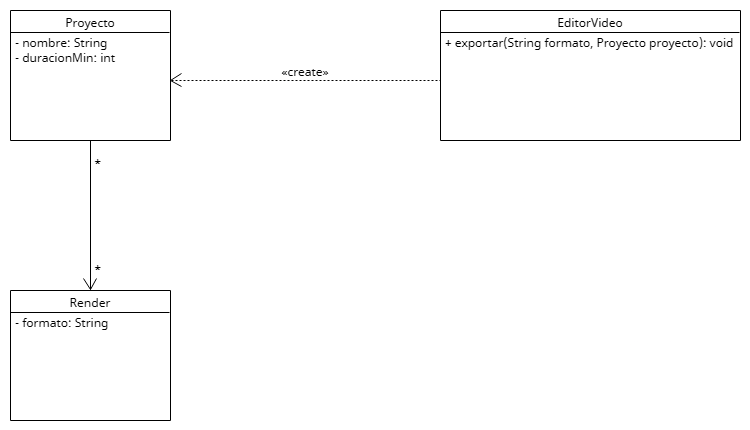 Proyecto
- nombre: String
- duracionMin: int
EditorVideo
+ exportar(String formato, Proyecto proyecto): void
«create»
*
*
Render
- formato: String